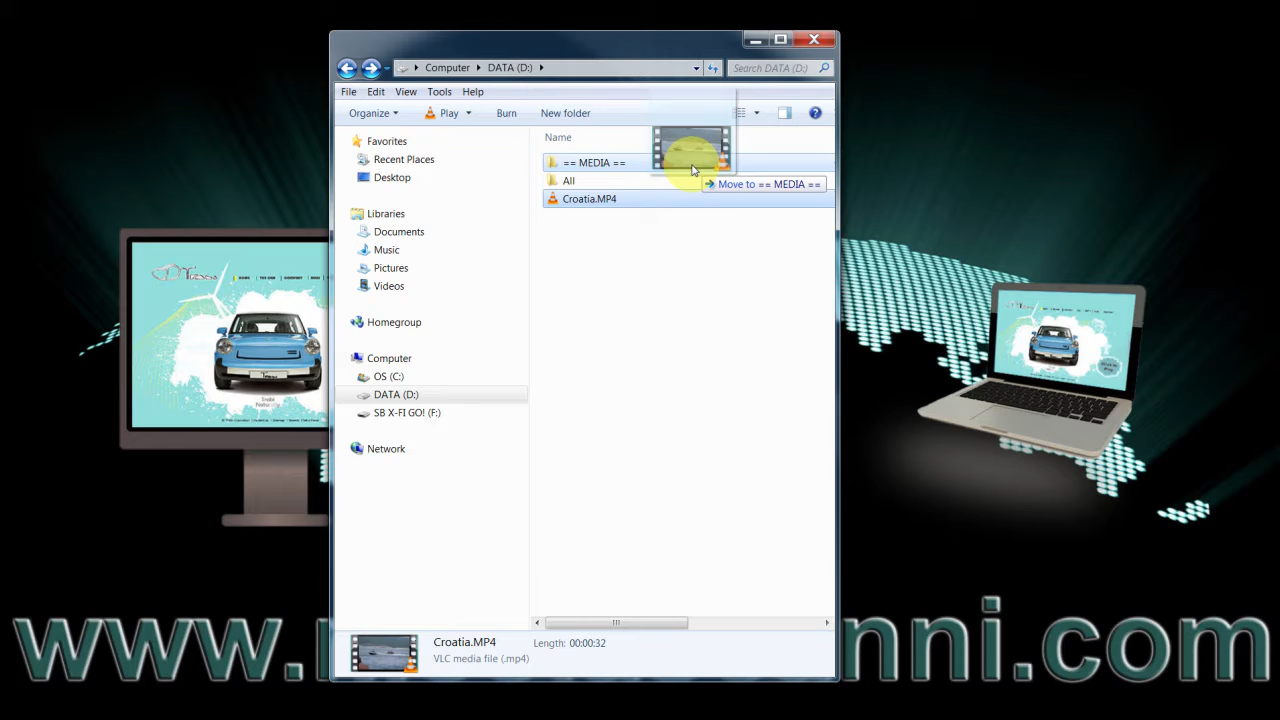 Computer DATA (D:) Search DATA (D:)
File Edit View Tools Help
Organize Play Burn New folder
Name
Favorites
Recent Places
Desktop
Libraries
Documents
Music
Pictures
Videos
Homegroup
Computer
OS (C:)
DATA (D:)
SB X-FI GO! (F:)
Network
== MEDIA ==
All
Croatia.MP4
Move to == MEDIA ==
Croatia.MP4 Length: 00:00:32
VLC media file (.mp4)
www. nni.com